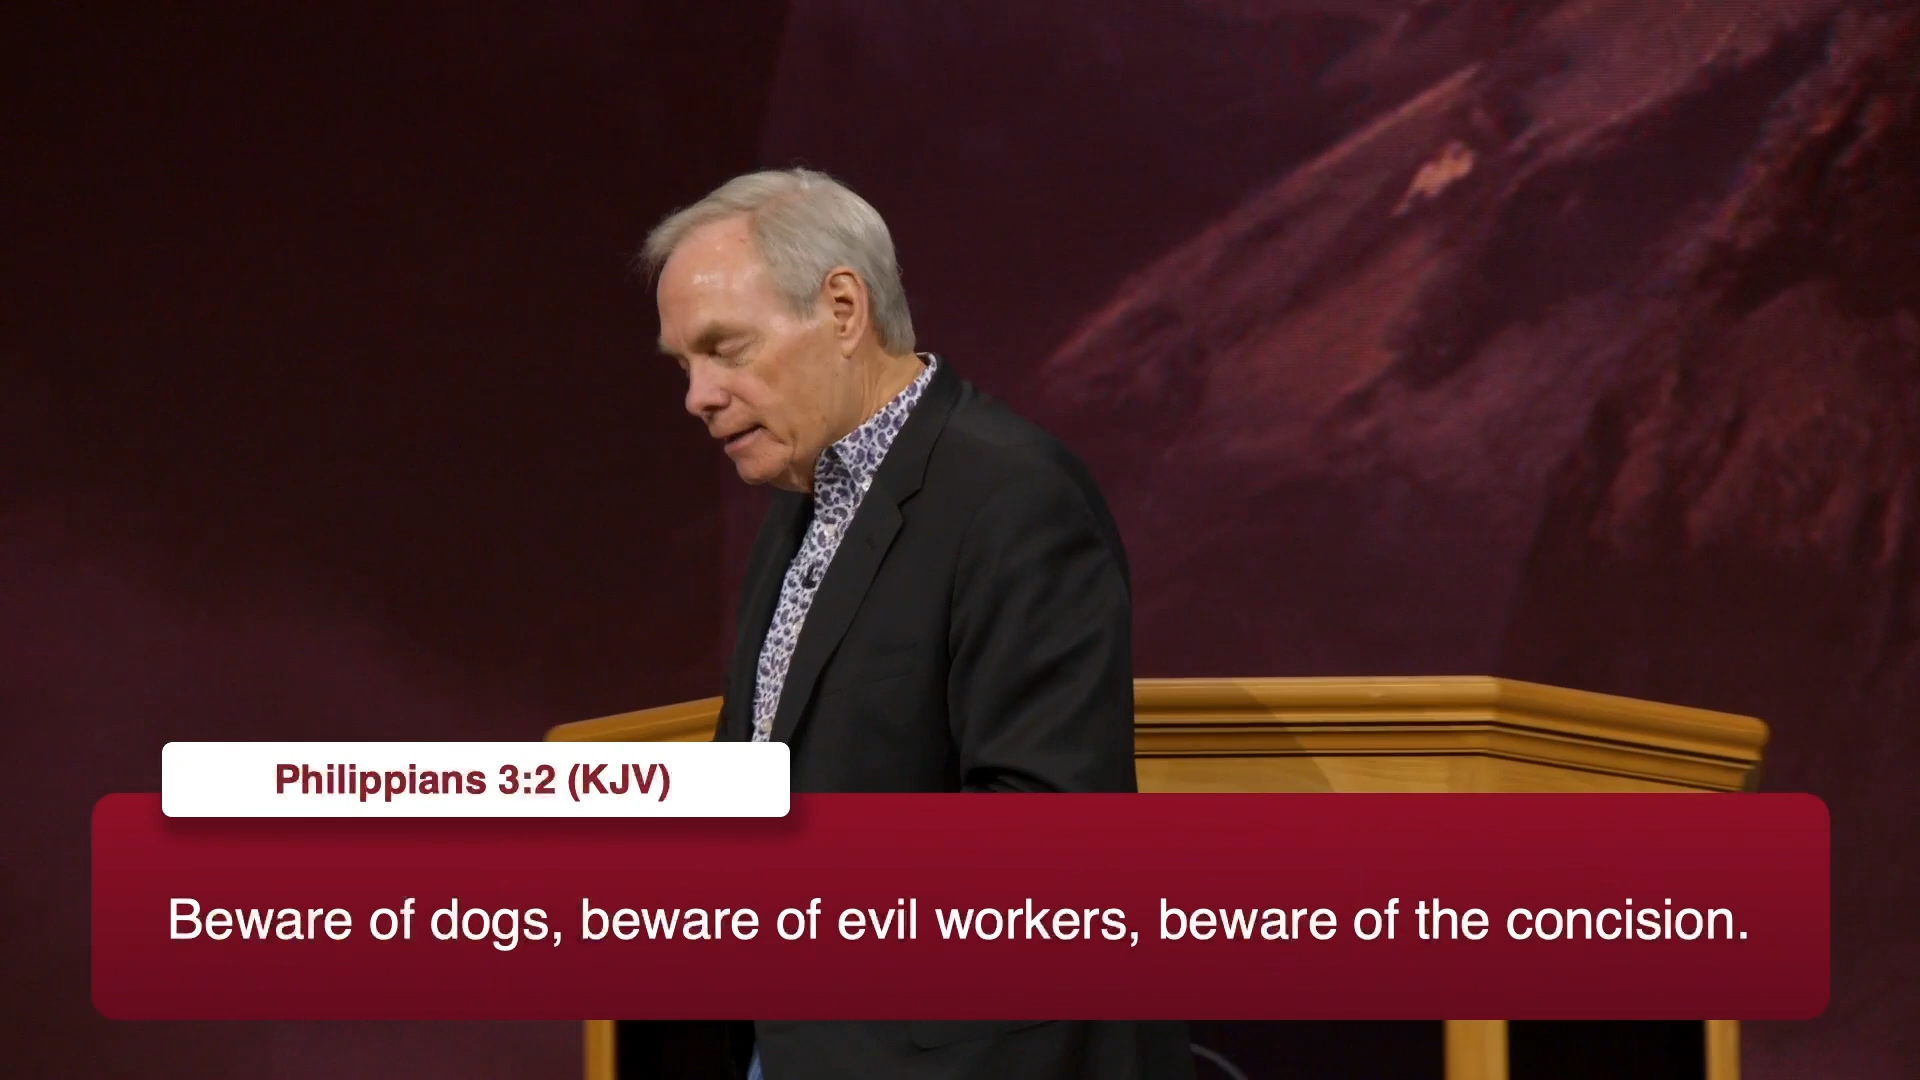 Philippians 3:2 (KJV)
Beware of dogs, beware of evil workers, beware of the concision.